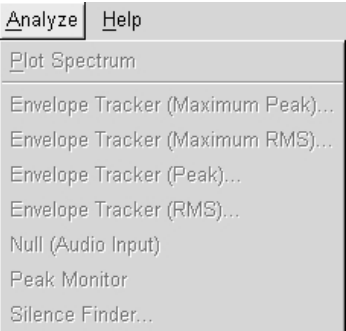 Analyze Help
Plot Spectrum
Envelope Tracker (Maximum Peak)...
Envelope Tracker (Maximum RMS)...
Envelope Tracker (Peak)...
Envelope Tracker (RMS)...
Null (Audio Input)
Peak Monitor
Silence Finder...